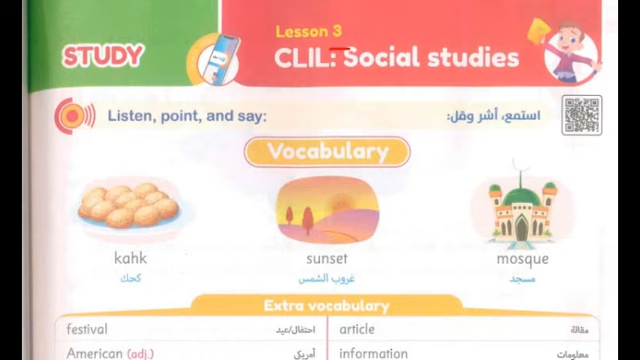 STUDY
Lesson 3
CLIL: Social studies
Listen, point, and say:
استمع، أشر وقل:
Vocabulary
kahk
sunset
mosque
كحك
غروب الشمس
مسجد
Extra vocabulary
festival احتفال/عيد
article مقالة
American (adj.) أمريكي
information معلومات